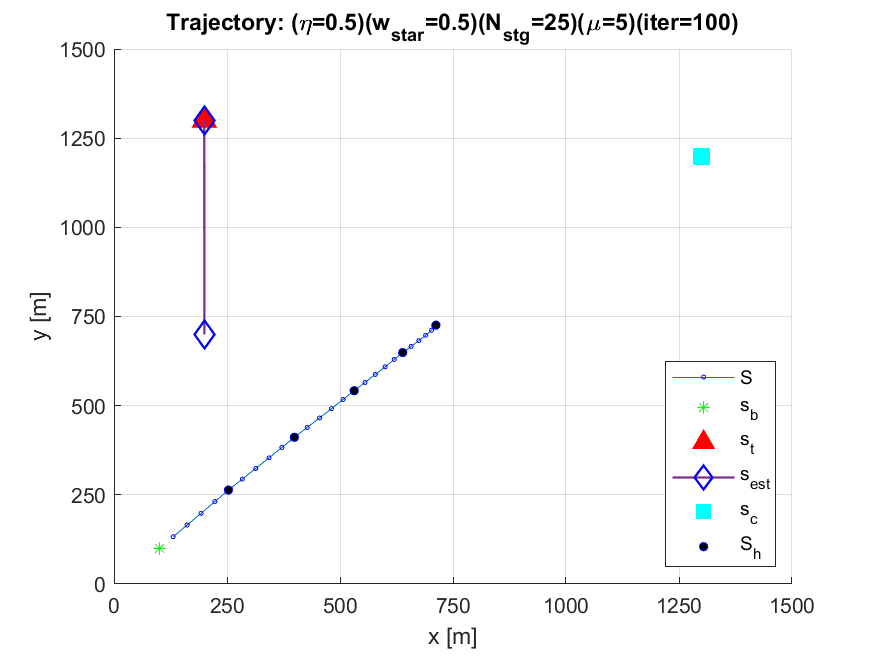 Trajectory: (η=0.5)(w_star=0.5)(N_stg=25)(μ=5)(iter=100)
1500
1250
1000
750
500
250
0
y [m]
0 250 500 750 1000 1250 1500
x [m]
S
s_b
s_t
s_est
s_c
S_h